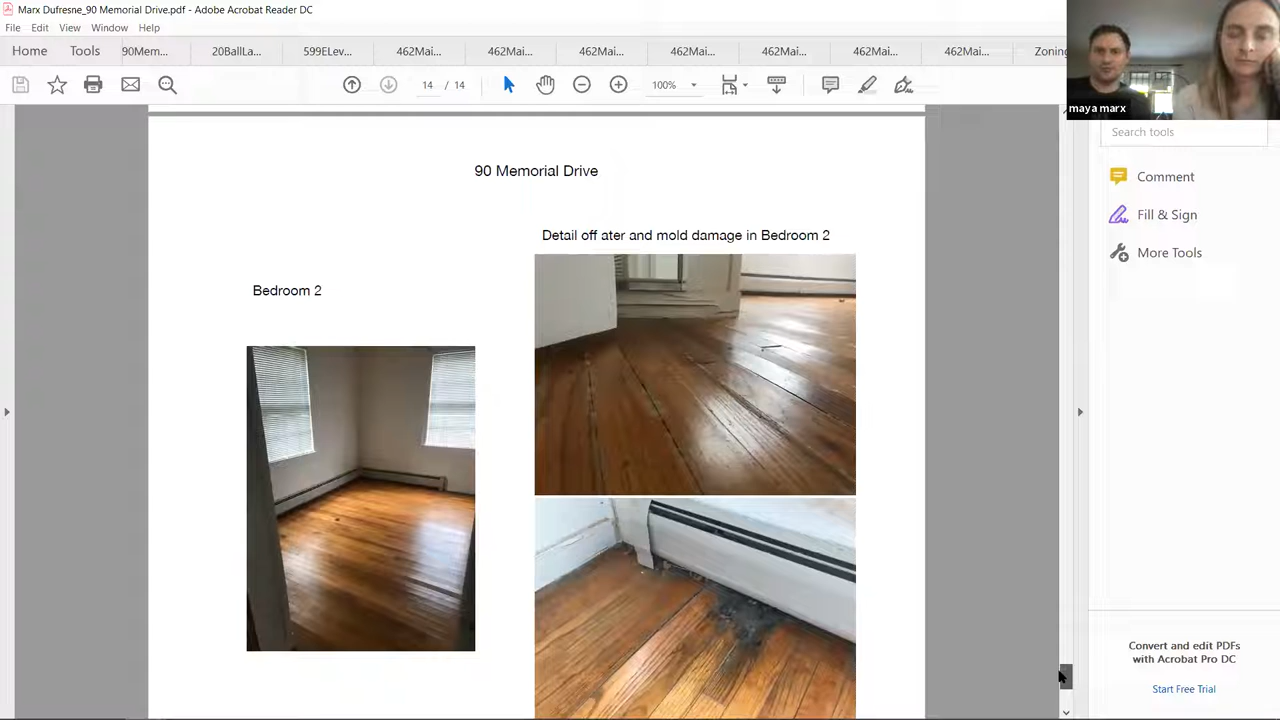 Marx Dufresne_90 Memorial Drive.pdf - Adobe Acrobat Reader DC
File Edit View Window Help
Home Tools 90Mem... 20BallLa... 599ELev... 462Mai... 462Mai... 462Mai... 462Mai... 462Mai... 462Mai... 462Mai... Zoning
14 / 14 100%
maya marx
Search tools
Comment
Fill & Sign
More Tools
90 Memorial Drive
Detail off ater and mold damage in Bedroom 2
Bedroom 2
Convert and edit PDFs
with Acrobat Pro DC
Start Free Trial